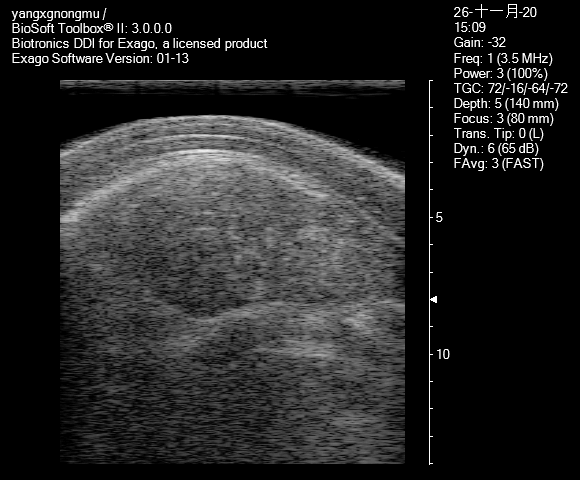 yangxgnongmu /
BioSoft Toolbox® II: 3.0.0.0
Biotronics DDI for Exago, a licensed product
Exago Software Version: 01-13
26-十一月-20
15:09
Gain: -32
Freq: 1 (3.5 MHz)
Power: 3 (100%)
TGC: 72/-16/-64/-72
Depth: 5 (140 mm)
Focus: 3 (80 mm)
Trans. Tip: 0 (L)
Dyn.: 6 (65 dB)
FAvg: 3 (FAST)
5
10